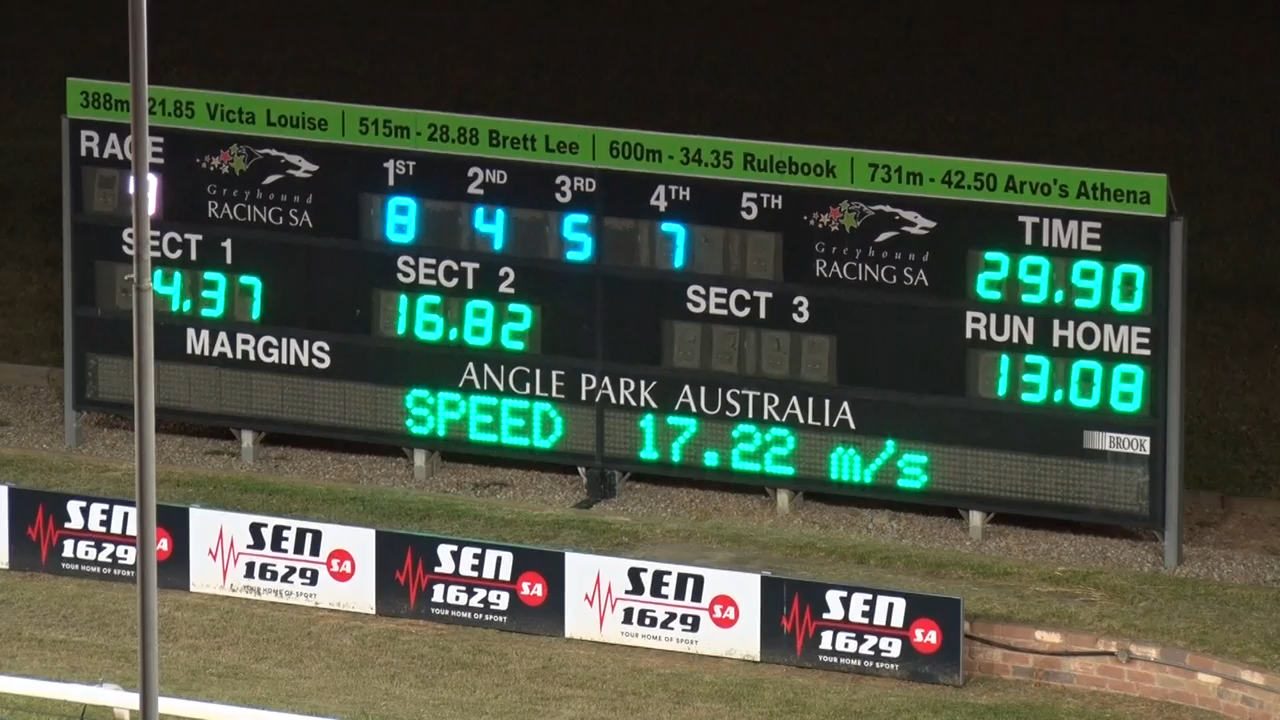 388m - 21.85 Victa Louise | 515m - 28.88 Brett Lee | 600m - 34.35 Rulebook | 731m - 42.50 Arvo's Athena
RACE
Greyhound
RACING SA
1ST 2ND 3RD 4TH 5TH
8 4 5 7
Greyhound
RACING SA
TIME
29.90
SECT 1
4.37
SECT 2
16.82
SECT 3
RUN HOME
13.08
MARGINS
ANGLE PARK AUSTRALIA
SPEED 17.22 m/s
BROOK
SEN
1629
YOUR HOME OF SPORT
SEN
1629 SA
YOUR HOME OF SPORT
SEN
1629 SA
YOUR HOME OF SPORT
SEN
1629 SA
YOUR HOME OF SPORT
SEN
1629 SA
YOUR HOME OF SPORT